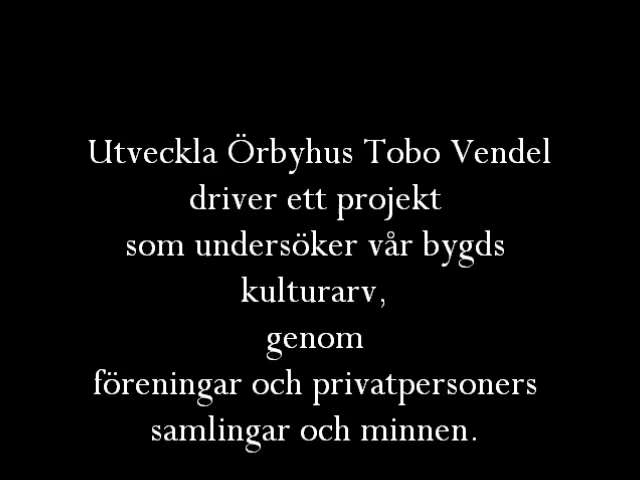 Utveckla Örbyhus Tobo Vendel
driver ett projekt
som undersöker vår bygds
kulturarv,
genom
föreningar och privatpersoners
samlingar och minnen.